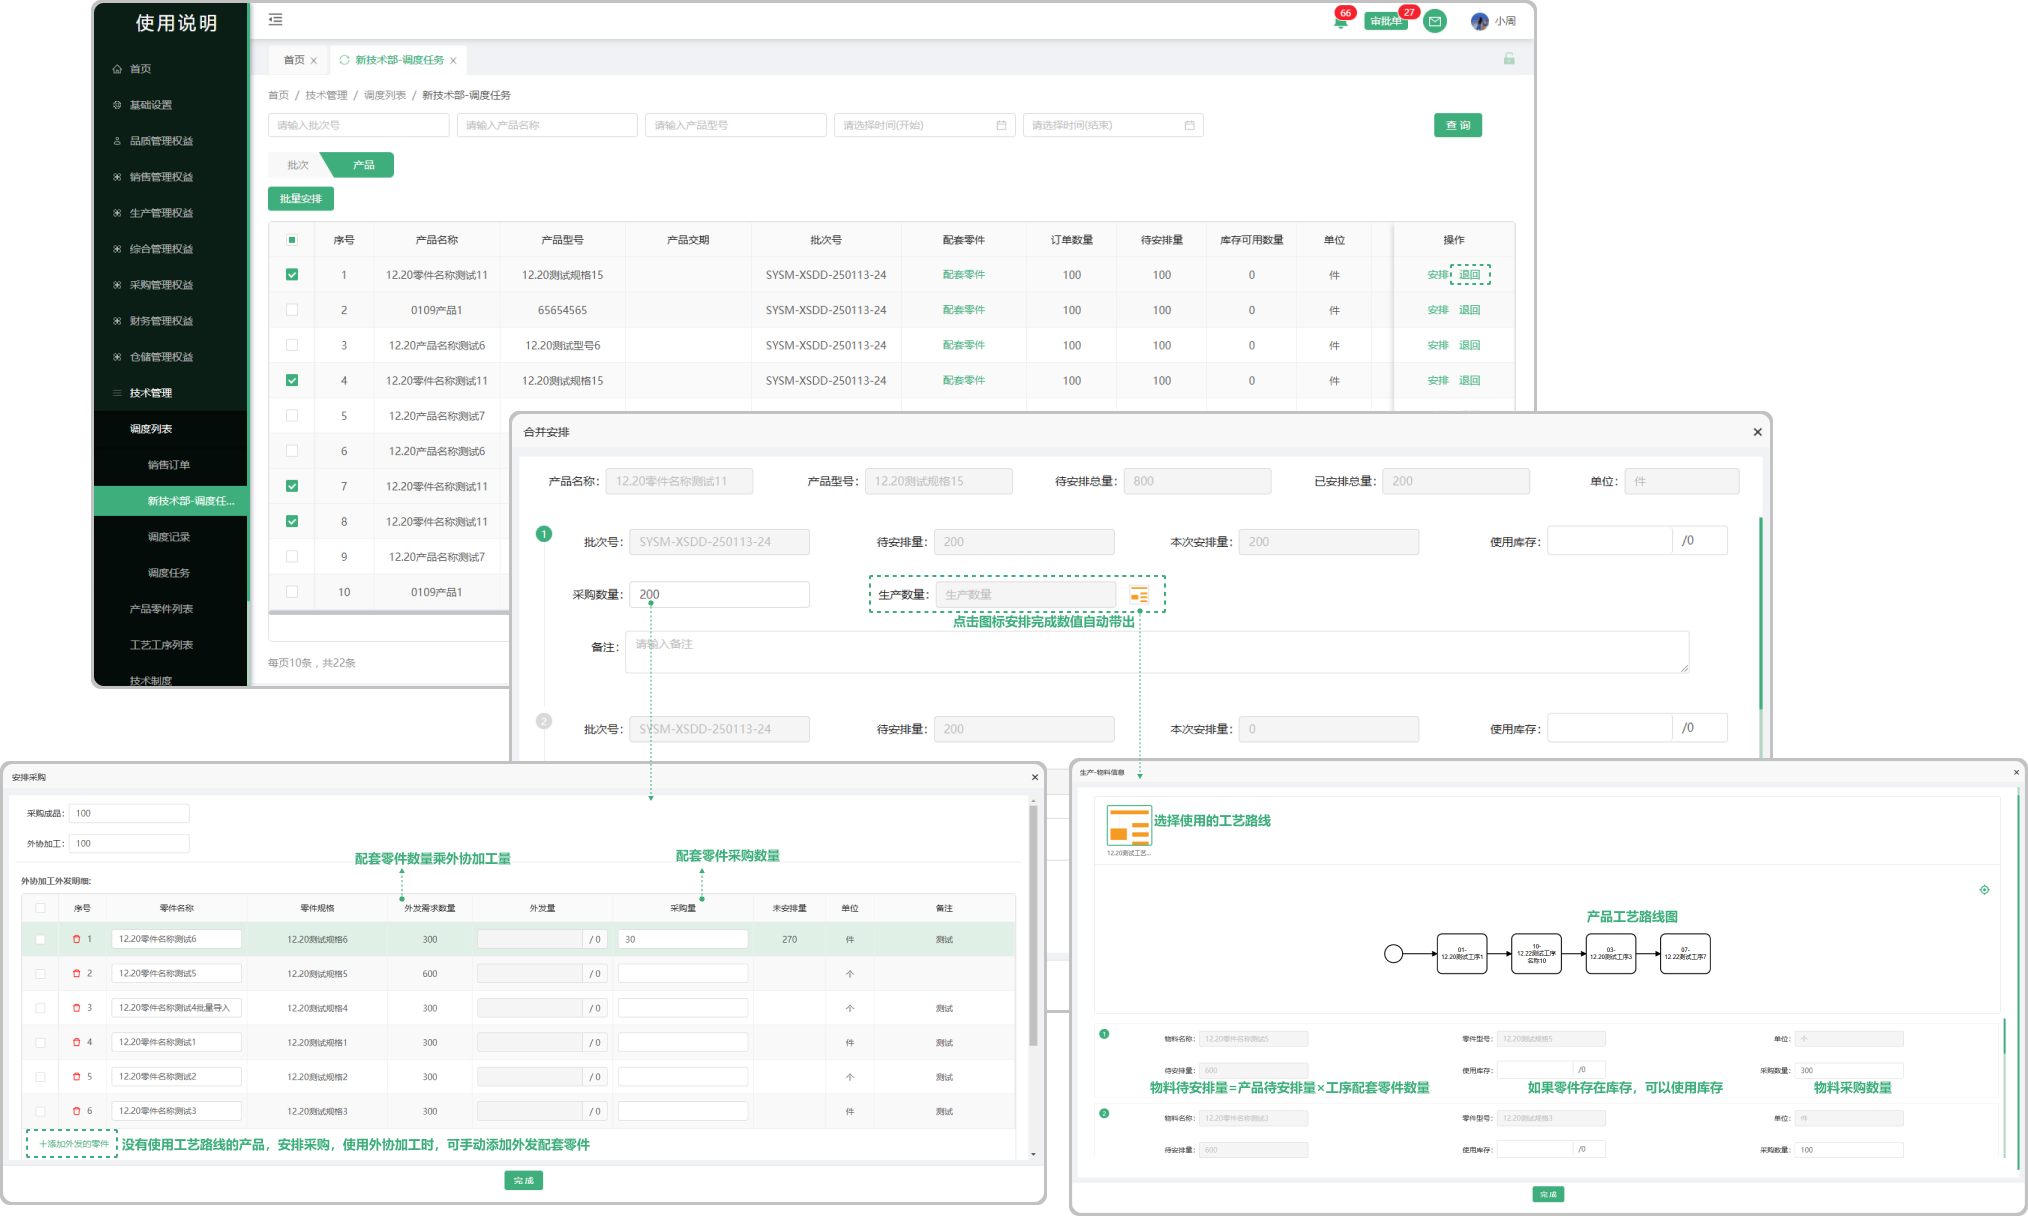 使用说明
首页
基础设置
品质管理权益
销售管理权益
生产管理权益
综合管理权益
采购管理权益
财务管理权益
仓储管理权益
技术管理
调度列表
销售订单
新技术部-调度任...
调度记录
调度任务
产品零件列表
工艺工序列表
技术制度
66
审批单
27
小周
首页 ×
新技术部-调度任务 ×
首页 / 技术管理 / 调度列表 / 新技术部-调度任务
请输入批次号 请输入产品名称 请输入产品型号 请选择时间(开始) 请选择时间(结束) 查 询
批次 产品
批量安排
序号 产品名称 产品型号 产品交期 批次号 配套零件 订单数量 待安排量 库存可用数量 单位 操作
1 12.20零件名称测试11 12.20测试规格15 SYSM-XSDD-250113-24 配套零件 100 100 0 件 安排 退回
2 0109产品1 65654565 SYSM-XSDD-250113-24 配套零件 100 100 0 件 安排 退回
3 12.20产品名称测试6 12.20测试型号6 SYSM-XSDD-250113-24 配套零件 100 100 0 件 安排 退回
4 12.20零件名称测试11 12.20测试规格15 SYSM-XSDD-250113-24 配套零件 100 100 0 件 安排 退回
5 12.20产品名称测试7
6 12.20产品名称测试6
7 12.20零件名称测试11
8 12.20零件名称测试11
9 12.20产品名称测试7
10 0109产品1
每页10条，共22条
合并安排 ×
产品名称： 12.20零件名称测试11 产品型号： 12.20测试规格15 待安排总量： 800 已安排总量： 200 单位： 件
1 批次号： SYSM-XSDD-250113-24 待安排量： 200 本次安排量： 200 使用库存： /0
采购数量： 200 生产数量： 生产数量
点击图标安排完成数值自动带出
备注： 请输入备注
2 批次号： SYSM-XSDD-250113-24 待安排量： 200 本次安排量： 0 使用库存： /0
安排采购 ×
采购成品： 100
外协加工： 100
配套零件数量乘外协加工量 配套零件采购数量
外协加工外发明细：
序号 零件名称 零件规格 外发需求数量 外发量 采购量 未安排量 单位 备注
1 12.20零件名称测试6 12.20测试规格6 300 / 0 30 270 件 测试
2 12.20零件名称测试5 12.20测试规格5 600 / 0 个
3 12.20零件名称测试4批量导入 12.20测试规格4 300 / 0 个 测试
4 12.20零件名称测试1 12.20测试规格1 300 / 0 件 测试
5 12.20零件名称测试2 12.20测试规格2 300 / 0 个 测试
6 12.20零件名称测试3 12.20测试规格3 300 / 0 件 测试
+添加外发的零件 没有使用工艺路线的产品，安排采购，使用外协加工时，可手动添加外发配套零件
完 成
生产-物料信息 ×
选择使用的工艺路线
12.20测试工艺...
产品工艺路线图
01-
12.20测试工序1
10-
12.22测试工序
名称10
03-
12.20测试工序3
07-
12.22测试工序7
1 物料名称： 12.20零件名称测试5 零件型号： 12.20测试规格5 单位： 个
待安排量： 600 使用库存： /0 采购数量： 300
物料待安排量=产品待安排量×工序配套零件数量 如果零件存在库存，可以使用库存 物料采购数量
2 物料名称： 12.20零件名称测试3 零件型号： 12.20测试规格3 单位： 件
待安排量： 600 使用库存： /0 采购数量： 100
完 成